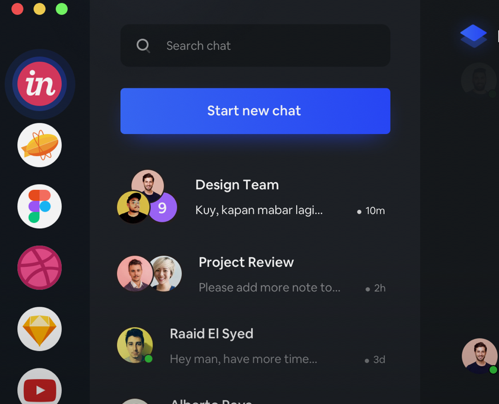 in
Search chat
Start new chat
Design Team
9
Kuy, kapan mabar lagi...
10m
Project Review
Please add more note to...
2h
Raaid El Syed
Hey man, have more time...
3d